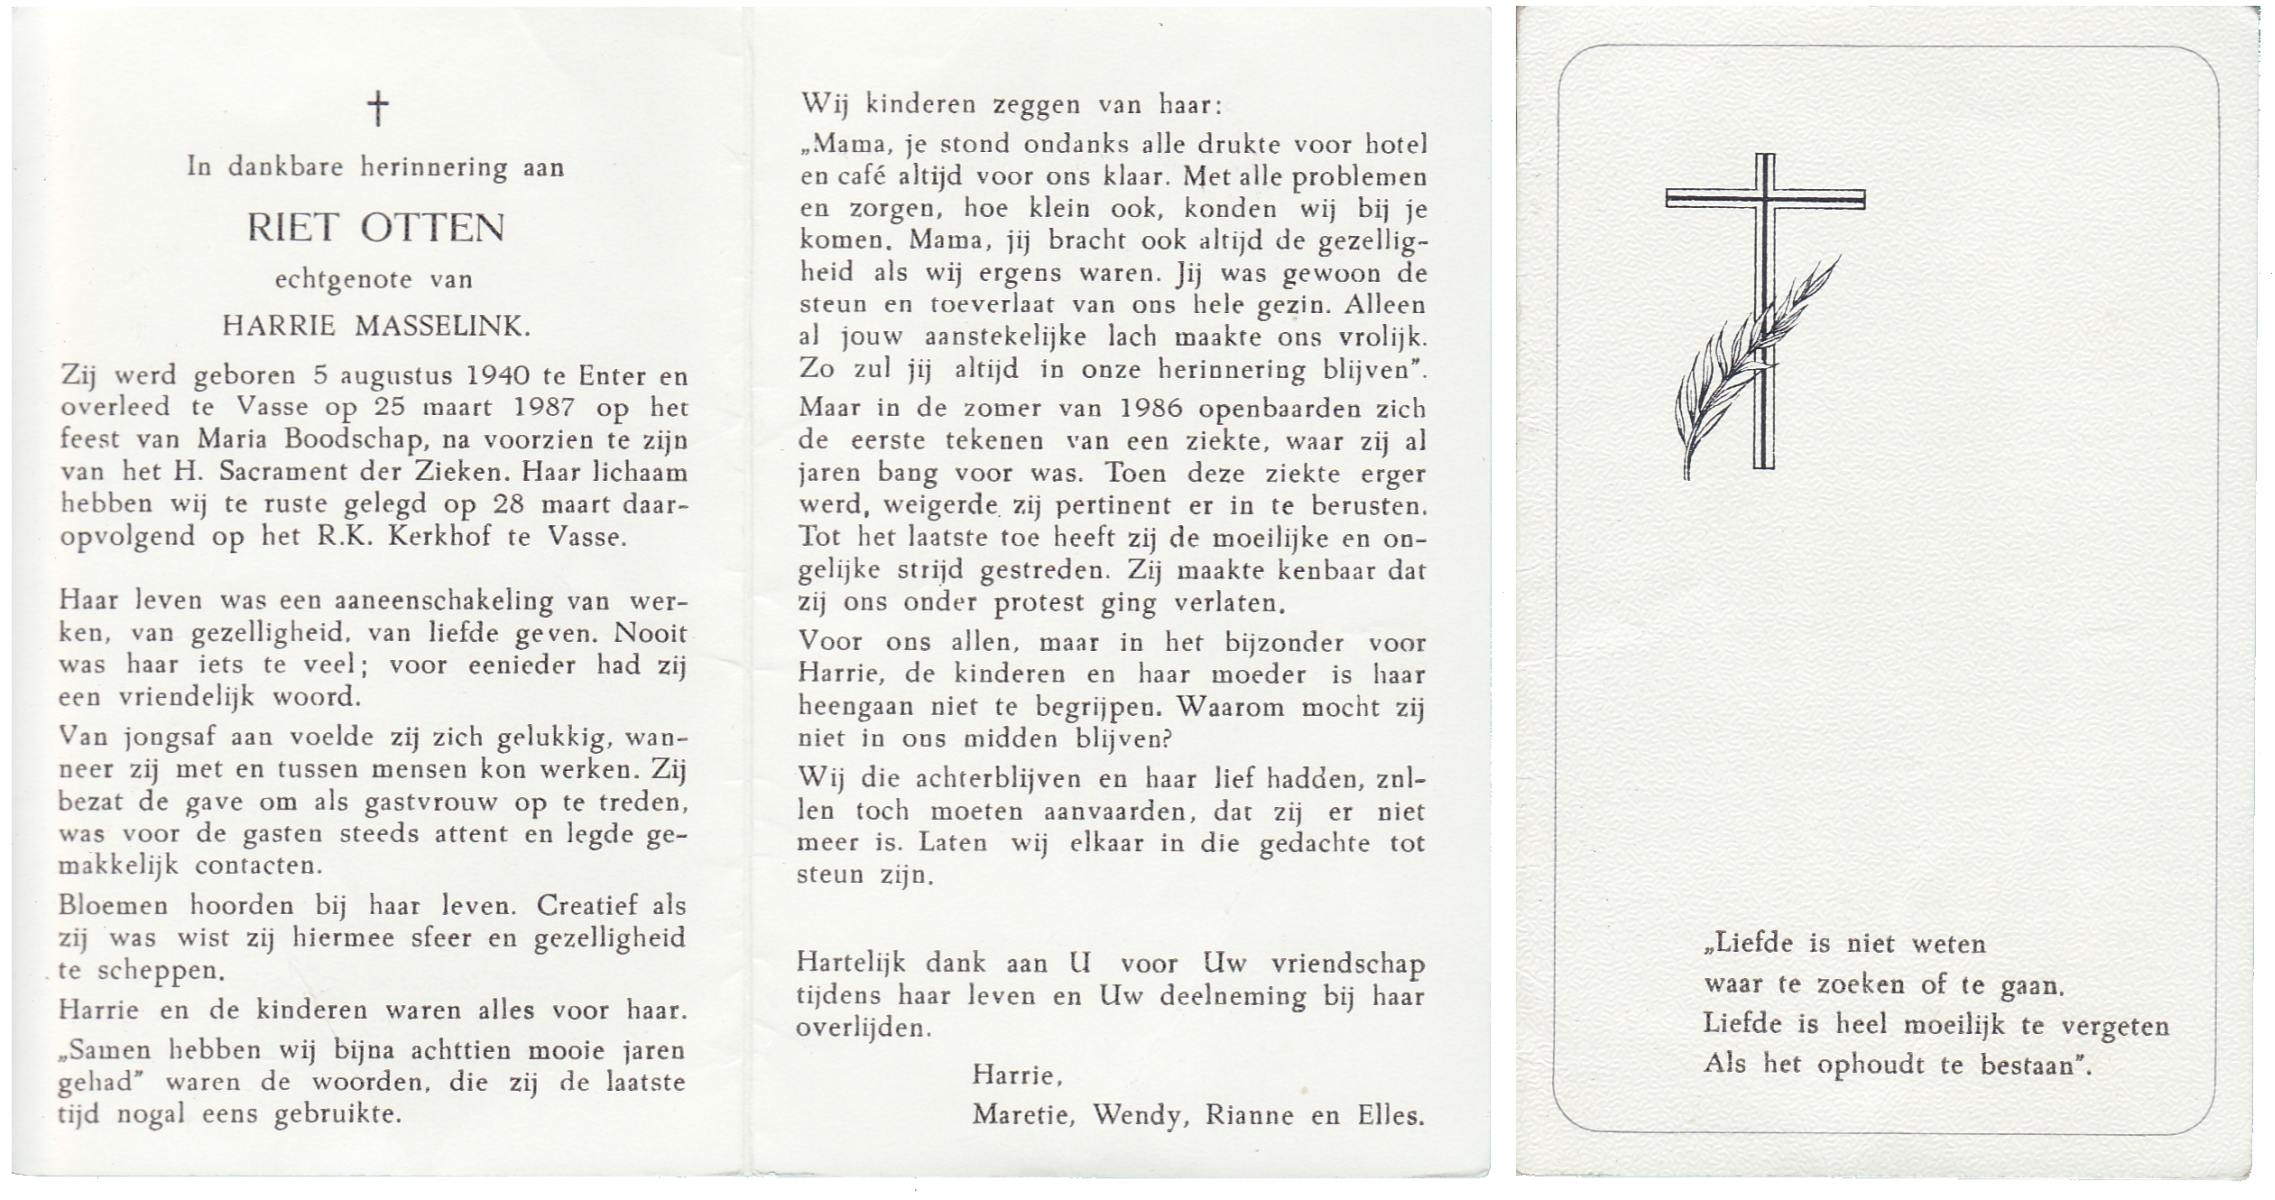 In dankbare herinnering aan
RIET OTTEN
echtgenote van
HARRIE MASSELINK.
Zij werd geboren 5 augustus 1940 te Enter en
overleed te Vasse op 25 maart 1987 op het
feest van Maria Boodschap, na voorzien te zijn
van het H. Sacrament der Zieken. Haar lichaam
hebben wij te ruste gelegd op 28 maart daar-
opvolgend op het R.K. Kerkhof te Vasse.
Haar leven was een aaneenschakeling van wer-
ken, van gezelligheid, van liefde geven. Nooit
was haar iets te veel; voor eenieder had zij
een vriendelijk woord.
Van jongsaf aan voelde zij zich gelukkig, wan-
neer zij met en tussen mensen kon werken. Zij
bezat de gave om als gastvrouw op te treden,
was voor de gasten steeds attent en legde ge-
makkelijk contacten.
Bloemen hoorden bij haar leven. Creatief als
zij was wist zij hiermee sfeer en gezelligheid
te scheppen.
Harrie en de kinderen waren alles voor haar.
„Samen hebben wij bijna achttien mooie jaren
gehad” waren de woorden, die zij de laatste
tijd nogal eens gebruikte.
Wij kinderen zeggen van haar:
„Mama, je stond ondanks alle drukte voor hotel
en café altijd voor ons klaar. Met alle problemen
en zorgen, hoe klein ook, konden wij bij je
komen. Mama, jij bracht ook altijd de gezellig-
heid als wij ergens waren. Jij was gewoon de
steun en toeverlaat van ons hele gezin. Alleen
al jouw aanstekelijke lach maakte ons vrolijk.
Zo zul jij altijd in onze herinnering blijven”.
Maar in de zomer van 1986 openbaarden zich
de eerste tekenen van een ziekte, waar zij al
jaren bang voor was. Toen deze ziekte erger
werd, weigerde zij pertinent er in te berusten.
Tot het laatste toe heeft zij de moeilijke en on-
gelijke strijd gestreden. Zij maakte kenbaar dat
zij ons onder protest ging verlaten.
Voor ons allen, maar in het bijzonder voor
Harrie, de kinderen en haar moeder is haar
heengaan niet te begrijpen. Waarom mocht zij
niet in ons midden blijven?
Wij die achterblijven en haar lief hadden, znl-
len toch moeten aanvaarden, dat zij er niet
meer is. Laten wij elkaar in die gedachte tot
steun zijn.
Hartelijk dank aan U voor Uw vriendschap
tijdens haar leven en Uw deelneming bij haar
overlijden.
Harrie,
Maretie, Wendy, Rianne en Elles.
„Liefde is niet weten
waar te zoeken of te gaan.
Liefde is heel moeilijk te vergeten
Als het ophoudt te bestaan”.